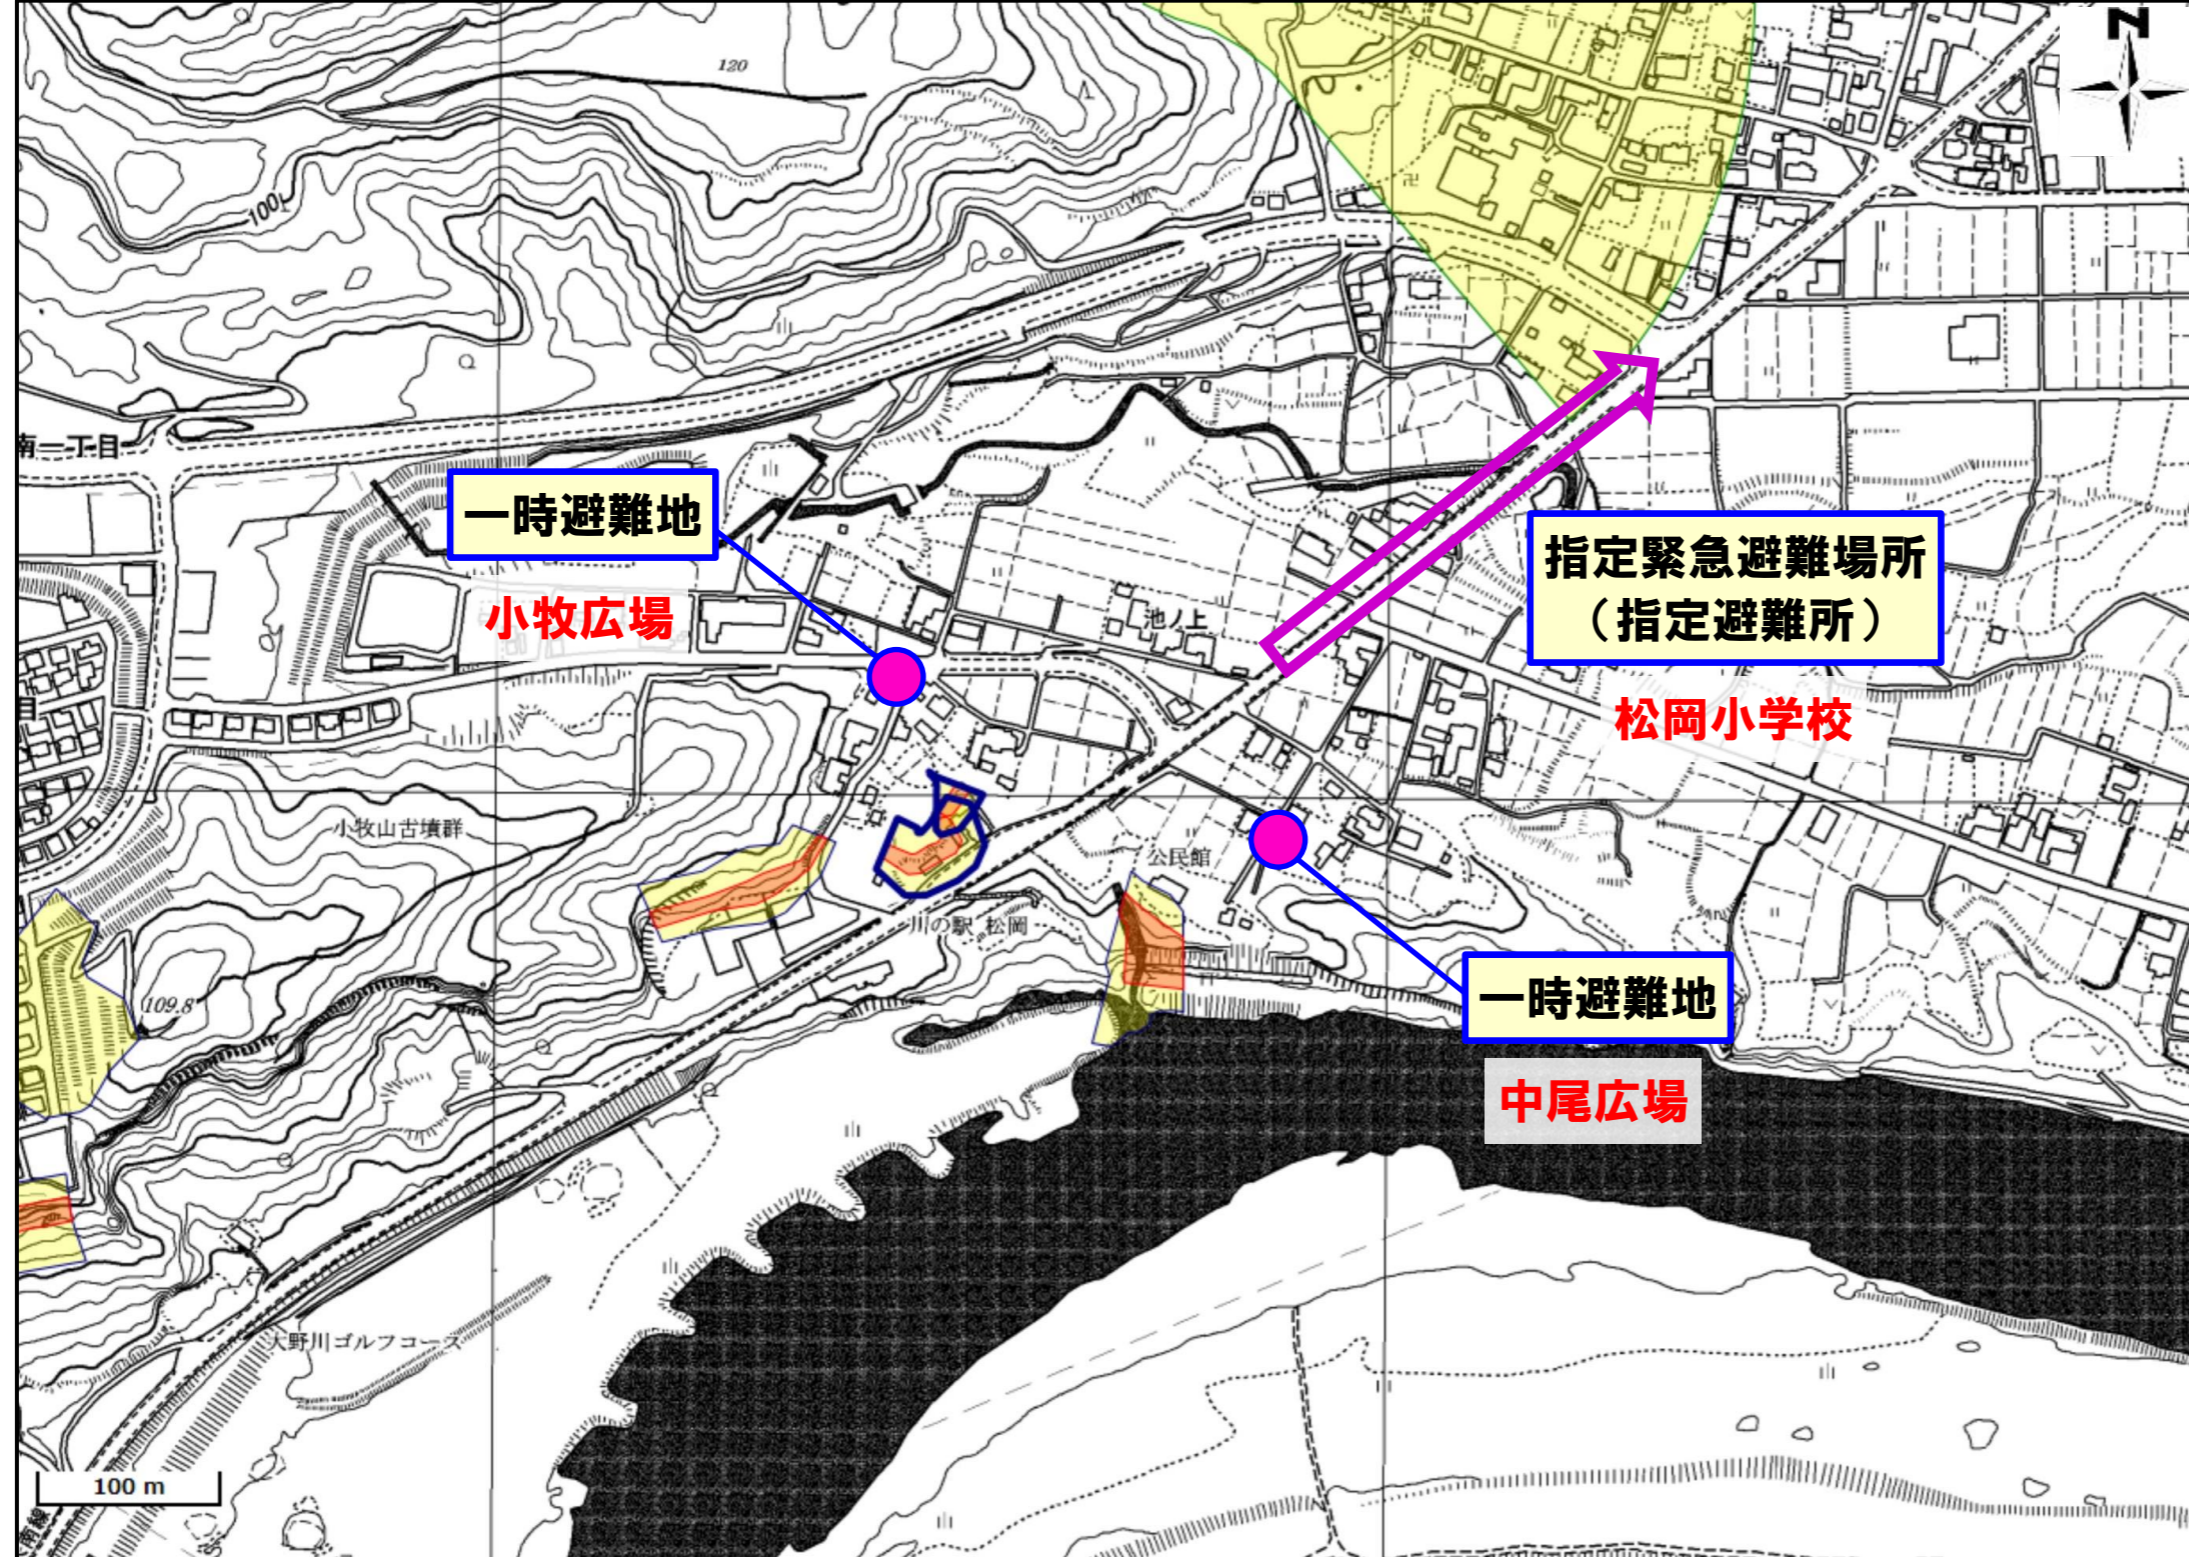 N
120
100
南一丁目
一時避難地
小牧広場
池ノ上
指定緊急避難場所
（指定避難所）
松岡小学校
小牧山古墳群
公民館
川の駅 松岡
109.8
一時避難地
中尾広場
大野川ゴルフコース
100 m